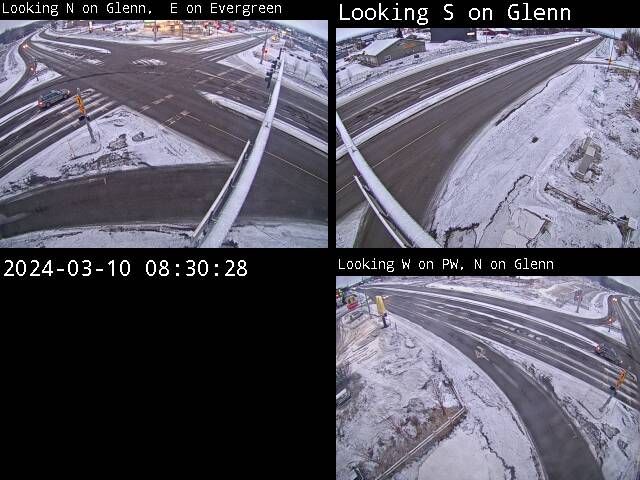 Looking N on Glenn, E on Evergreen
Looking S on Glenn
2024-03-10 08:30:28
Looking W on PW, N on Glenn